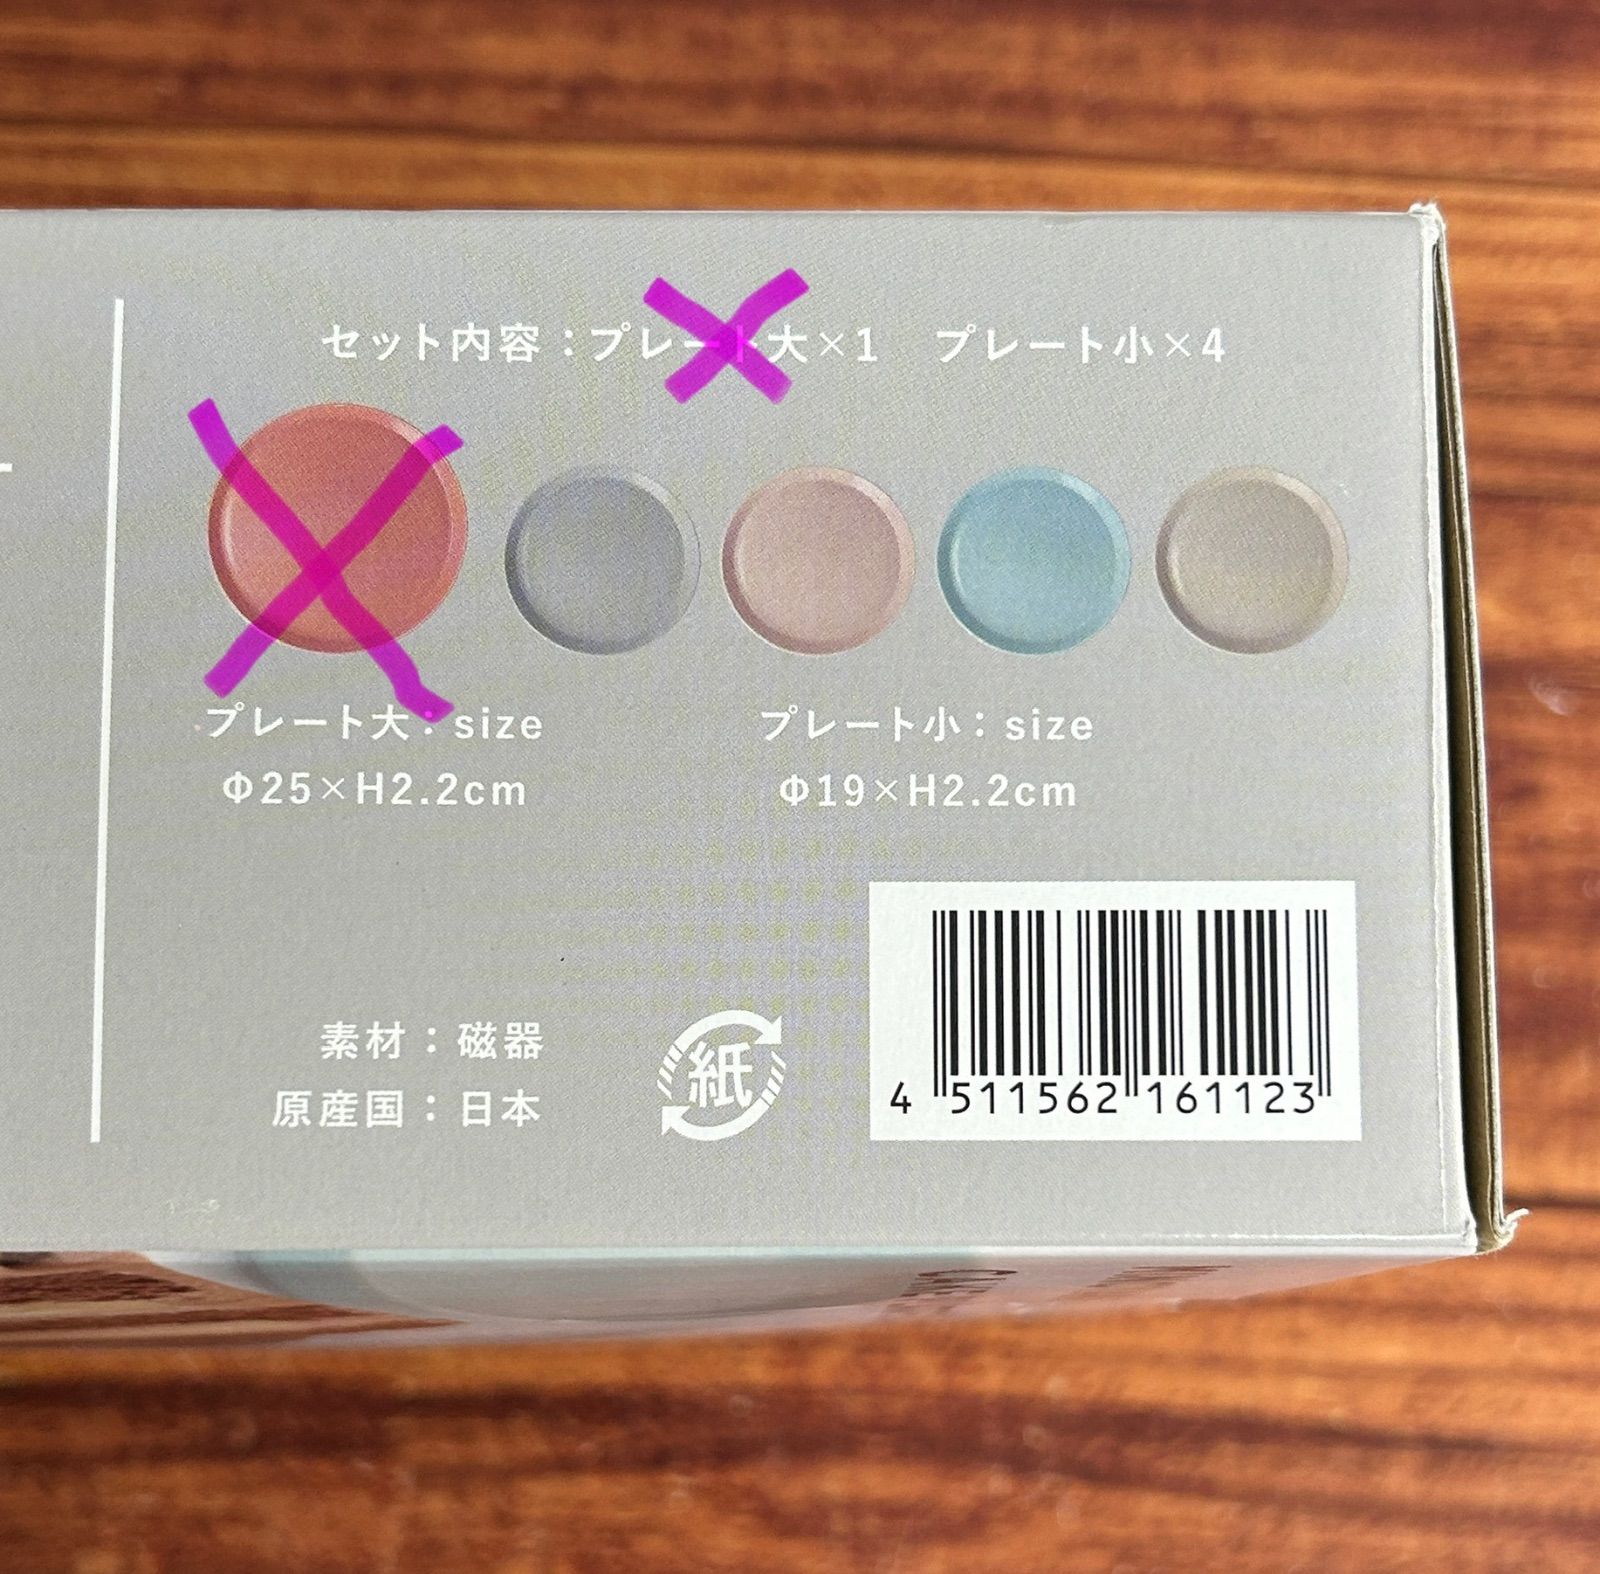 セット内容：プレート大×1　プレート小×4
プレート大：size
Φ25×H2.2cm
プレート小：size
Φ19×H2.2cm
素材：磁器
原産国：日本
紙
4 511562 161123